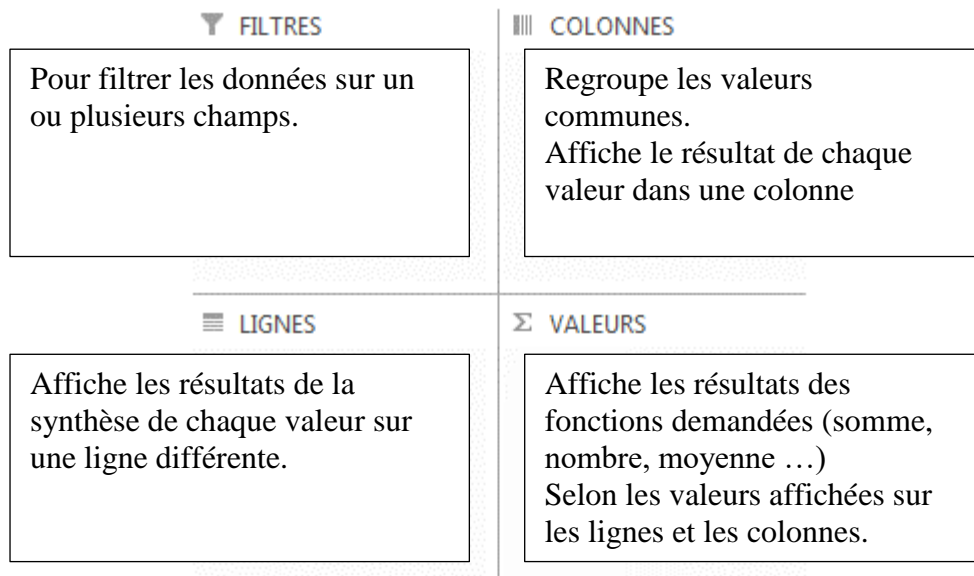 FILTRES
Pour filtrer les données sur un
ou plusieurs champs.
COLONNES
Regroupe les valeurs
communes.
Affiche le résultat de chaque
valeur dans une colonne
LIGNES
Affiche les résultats de la
synthèse de chaque valeur sur
une ligne différente.
Σ VALEURS
Affiche les résultats des
fonctions demandées (somme,
nombre, moyenne …)
Selon les valeurs affichées sur
les lignes et les colonnes.